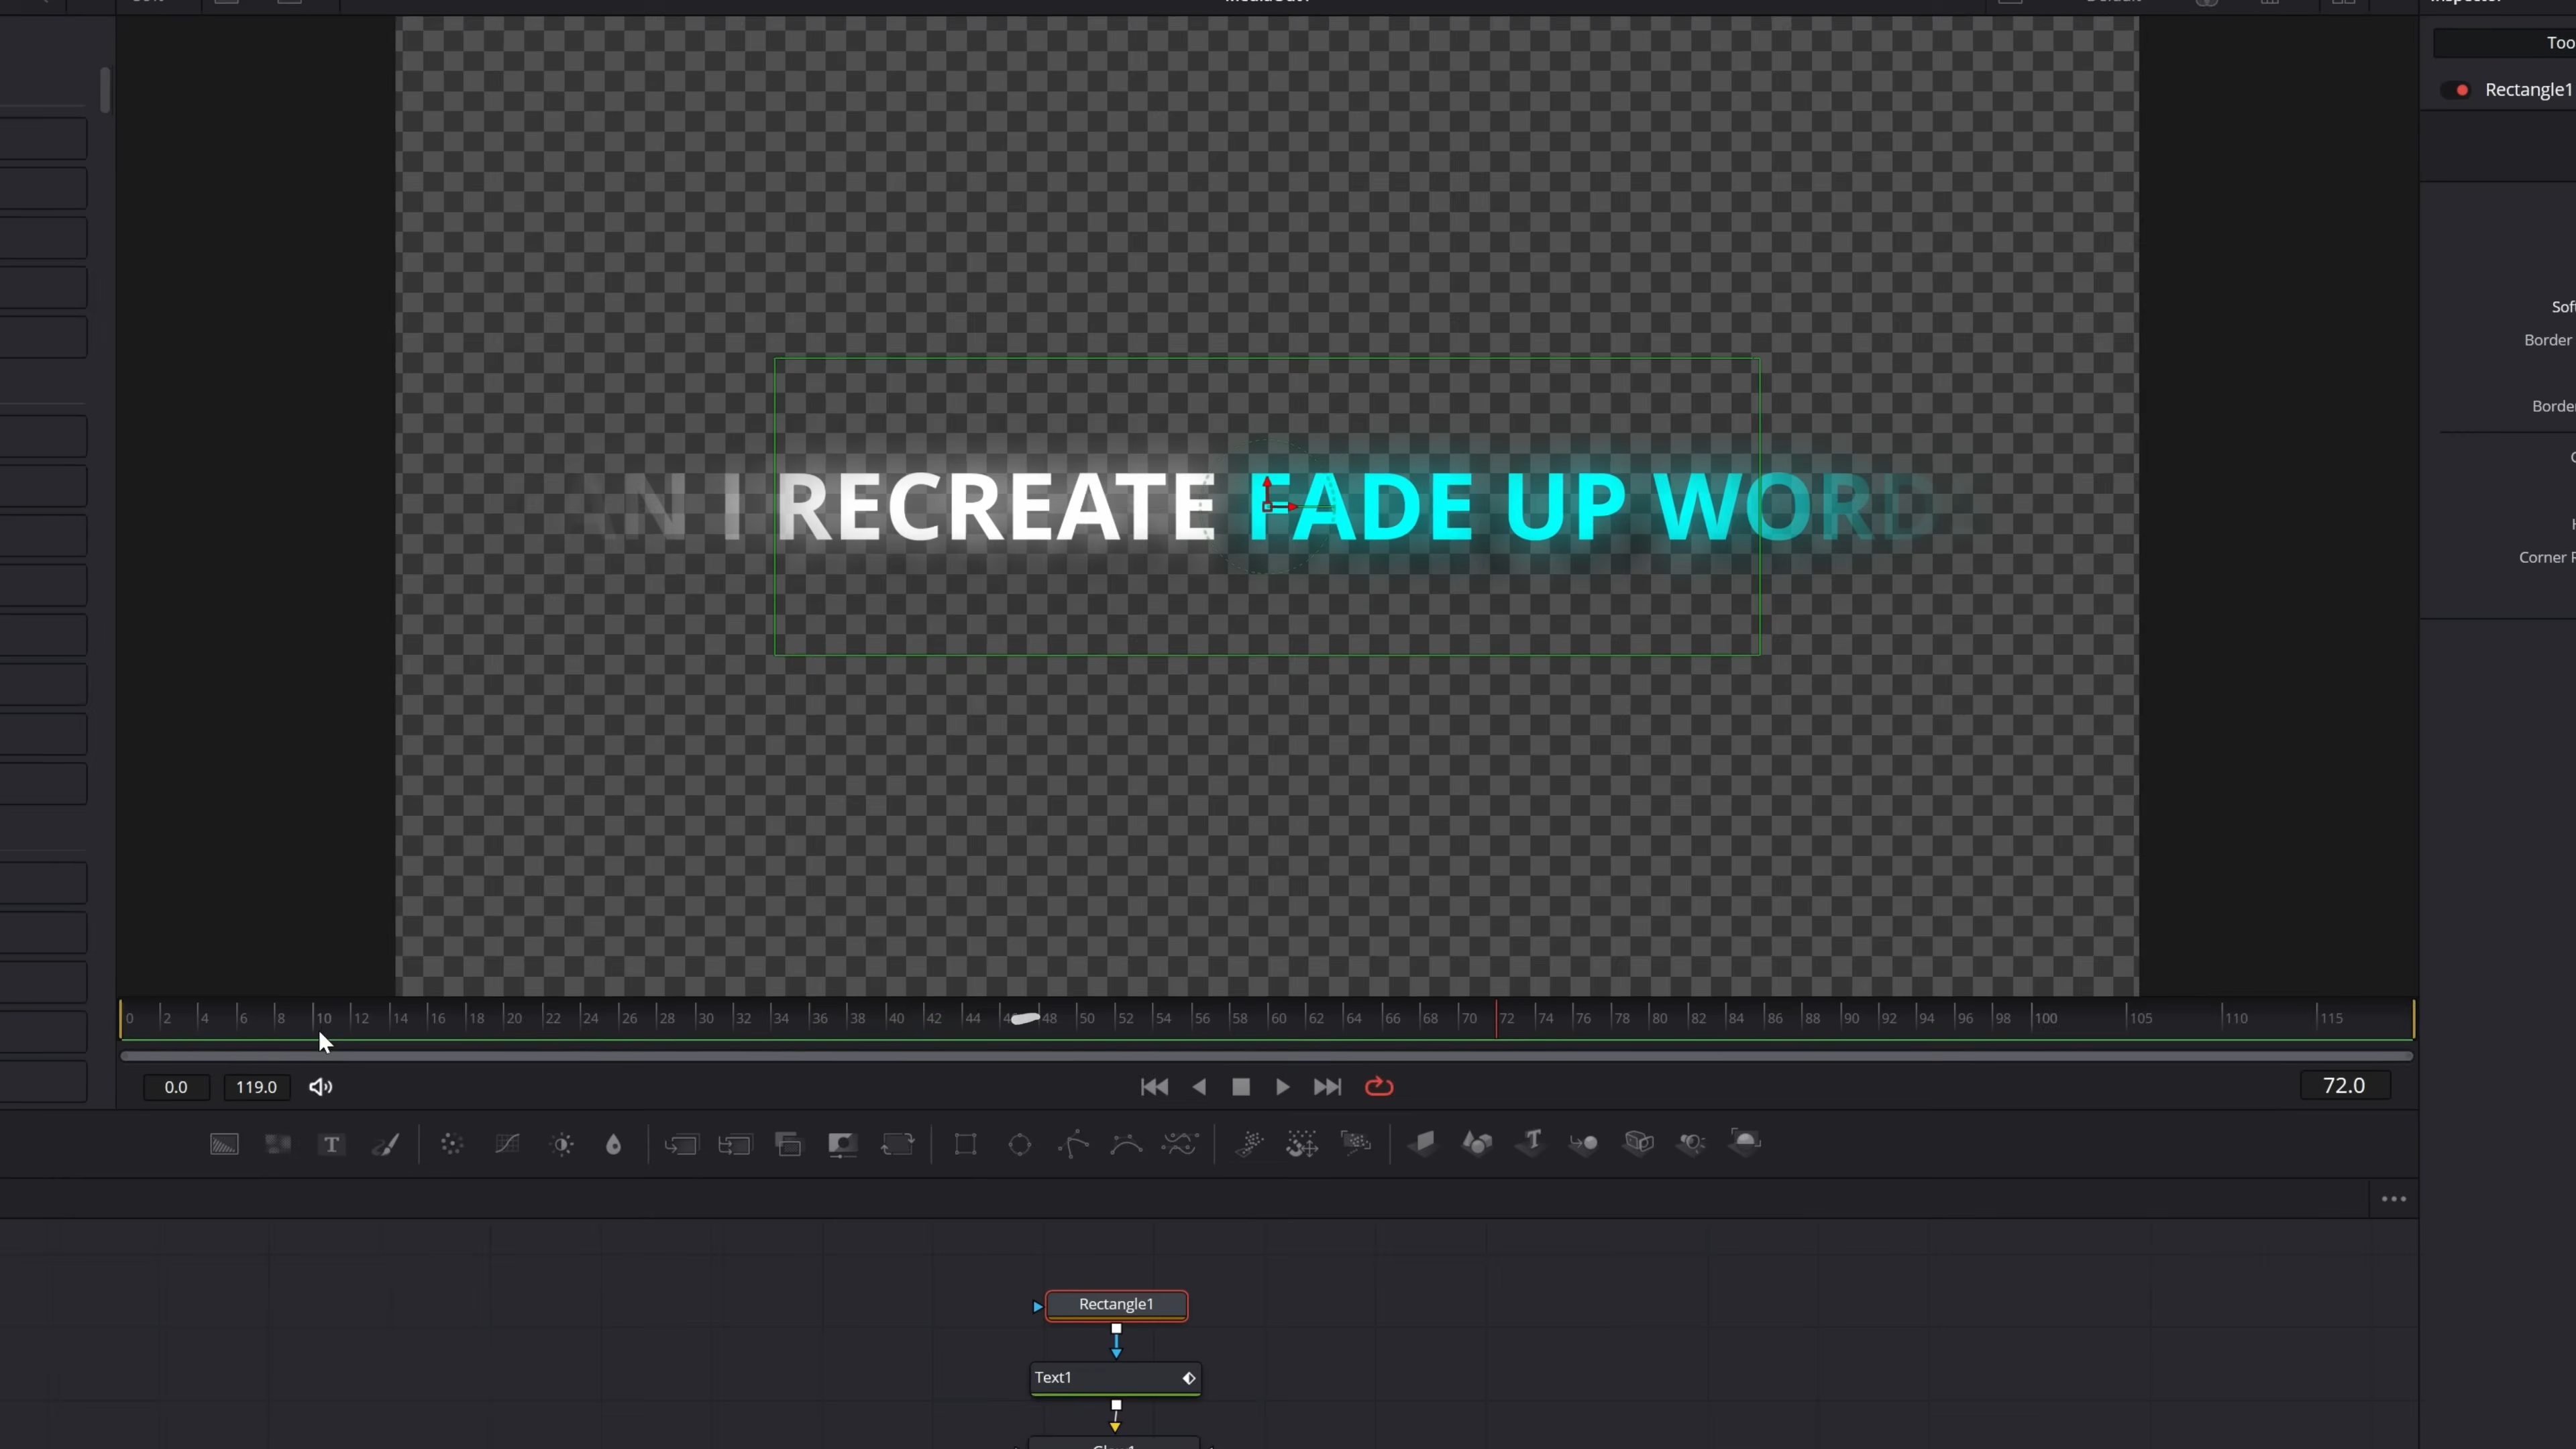 Too
Rectangle1
Sof
Border
Border
Corner R
AN I RECREATE FADE UP WORD
0 2 4 6 8 10 12 14 16 18 20 22 24 26 28 30 32 34 36 38 40 42 44 48 50 52 54 56 58 60 62 64 66 68 70 72 74 76 78 80 82 84 86 88 90 92 94 96 98 100 105 110 115
0.0 119.0 72.0
Rectangle1
Text1